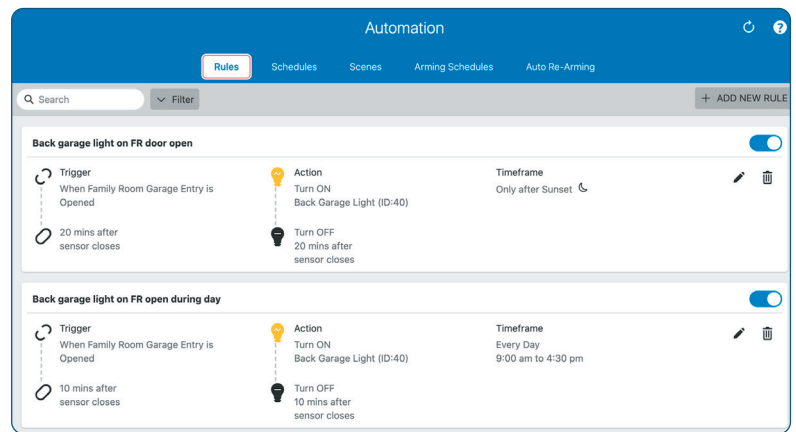 Automation
?
Rules Schedules Scenes Arming Schedules Auto Re-Arming
Search Filter + ADD NEW RULE
Back garage light on FR door open
Trigger Action Timeframe
When Family Room Garage Entry is Turn ON Only after Sunset
Opened Back Garage Light (ID:40)
20 mins after Turn OFF
sensor closes 20 mins after
sensor closes
Back garage light on FR open during day
Trigger Action Timeframe
When Family Room Garage Entry is Turn ON Every Day
Opened Back Garage Light (ID:40) 9:00 am to 4:30 pm
10 mins after Turn OFF
sensor closes 10 mins after
sensor closes